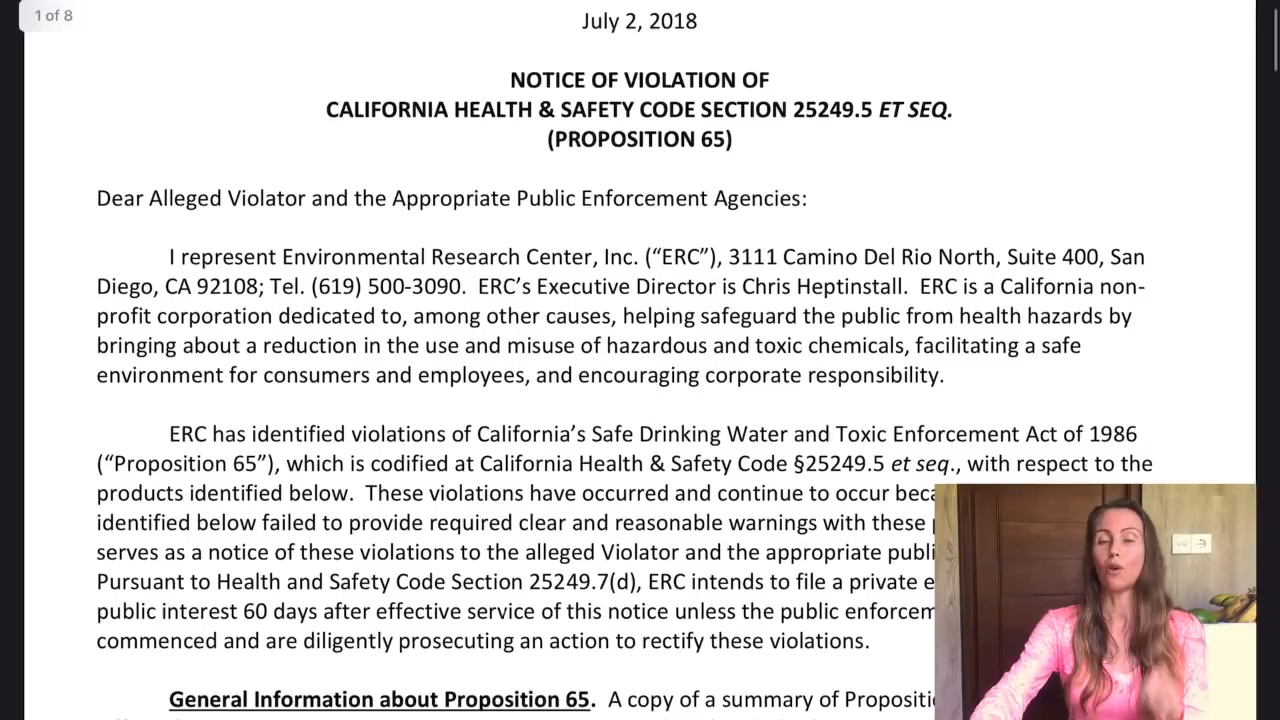 1 of 8
July 2, 2018
NOTICE OF VIOLATION OF
CALIFORNIA HEALTH & SAFETY CODE SECTION 25249.5 ET SEQ.
(PROPOSITION 65)
Dear Alleged Violator and the Appropriate Public Enforcement Agencies:
I represent Environmental Research Center, Inc. (“ERC”), 3111 Camino Del Rio North, Suite 400, San
Diego, CA 92108; Tel. (619) 500-3090. ERC’s Executive Director is Chris Heptinstall. ERC is a California non-
profit corporation dedicated to, among other causes, helping safeguard the public from health hazards by
bringing about a reduction in the use and misuse of hazardous and toxic chemicals, facilitating a safe
environment for consumers and employees, and encouraging corporate responsibility.
ERC has identified violations of California’s Safe Drinking Water and Toxic Enforcement Act of 1986
(“Proposition 65”), which is codified at California Health & Safety Code §25249.5 et seq., with respect to the
products identified below. These violations have occurred and continue to occur
identified below failed to provide required clear and reasonable warnings with these
serves as a notice of these violations to the alleged Violator and the appropriate
Pursuant to Health and Safety Code Section 25249.7(d), ERC intends to file a private
public interest 60 days after effective service of this notice unless the public
commenced and are diligently prosecuting an action to rectify these violations.
General Information about Proposition 65. A copy of a summary of